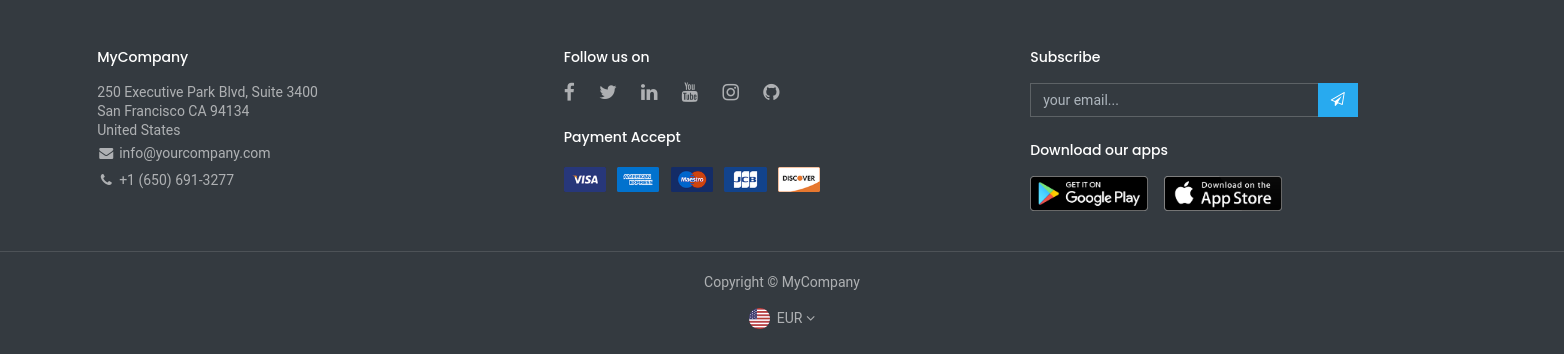 MyCompany
250 Executive Park Blvd, Suite 3400
San Francisco CA 94134
United States
info@yourcompany.com
+1 (650) 691-3277
Follow us on
You
Tube
Payment Accept
VISA
AMERICAN
EXPRESS
Maestro
JCB
DISCOVER
Subscribe
your email...
Download our apps
GET IT ON
Google Play
Download on the
App Store
Copyright © MyCompany
EUR